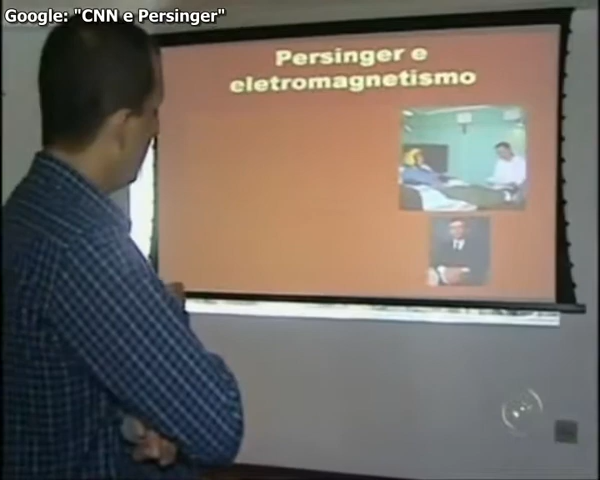 Google: "CNN e Persinger"
Persinger e
eletromagnetismo